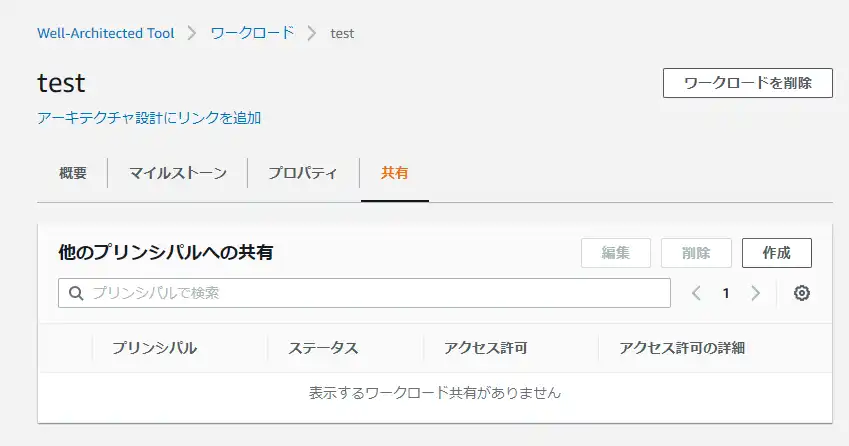 Well-Architected Tool > ワークロード > test
test
ワークロードを削除
アーキテクチャ設計にリンクを追加
概要 マイルストーン プロパティ 共有
他のプリンシパルへの共有
編集 削除 作成
プリンシパルで検索
< 1 >
プリンシパル ステータス アクセス許可 アクセス許可の詳細
表示するワークロード共有がありません